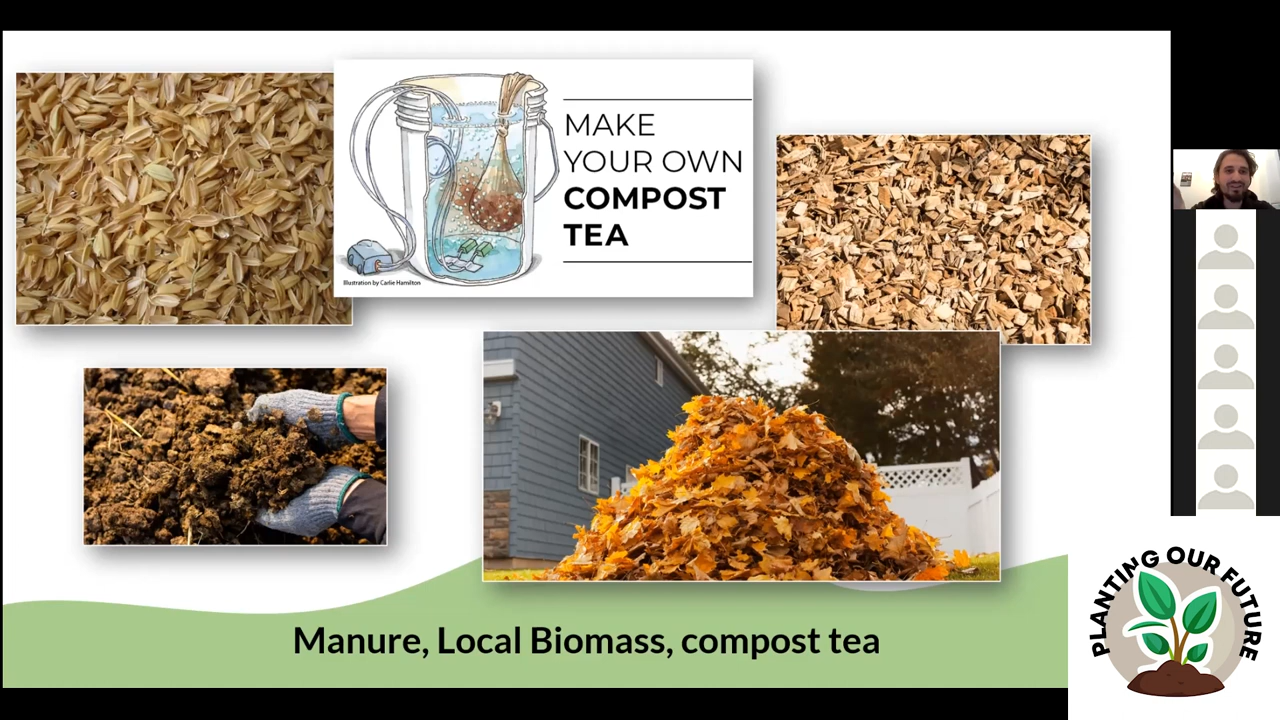 MAKE
YOUR OWN
COMPOST
TEA
Illustration by Carlie Hamilton
Manure, Local Biomass, compost tea
PLANTING OUR FUTURE